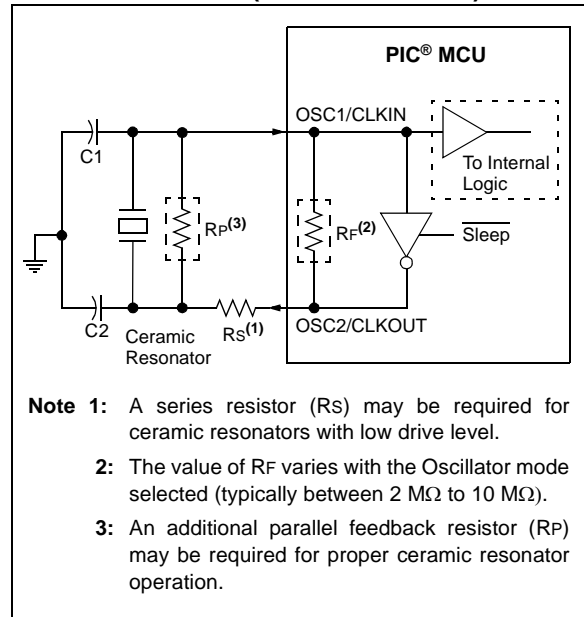 PIC® MCU
OSC1/CLKIN
C1
To Internal
Logic
RP(3)
RF(2)
Sleep
C2
Ceramic
Resonator
RS(1)
OSC2/CLKOUT
Note 1: A series resistor (RS) may be required for
ceramic resonators with low drive level.
2: The value of RF varies with the Oscillator mode
selected (typically between 2 MΩ to 10 MΩ).
3: An additional parallel feedback resistor (RP)
may be required for proper ceramic resonator
operation.